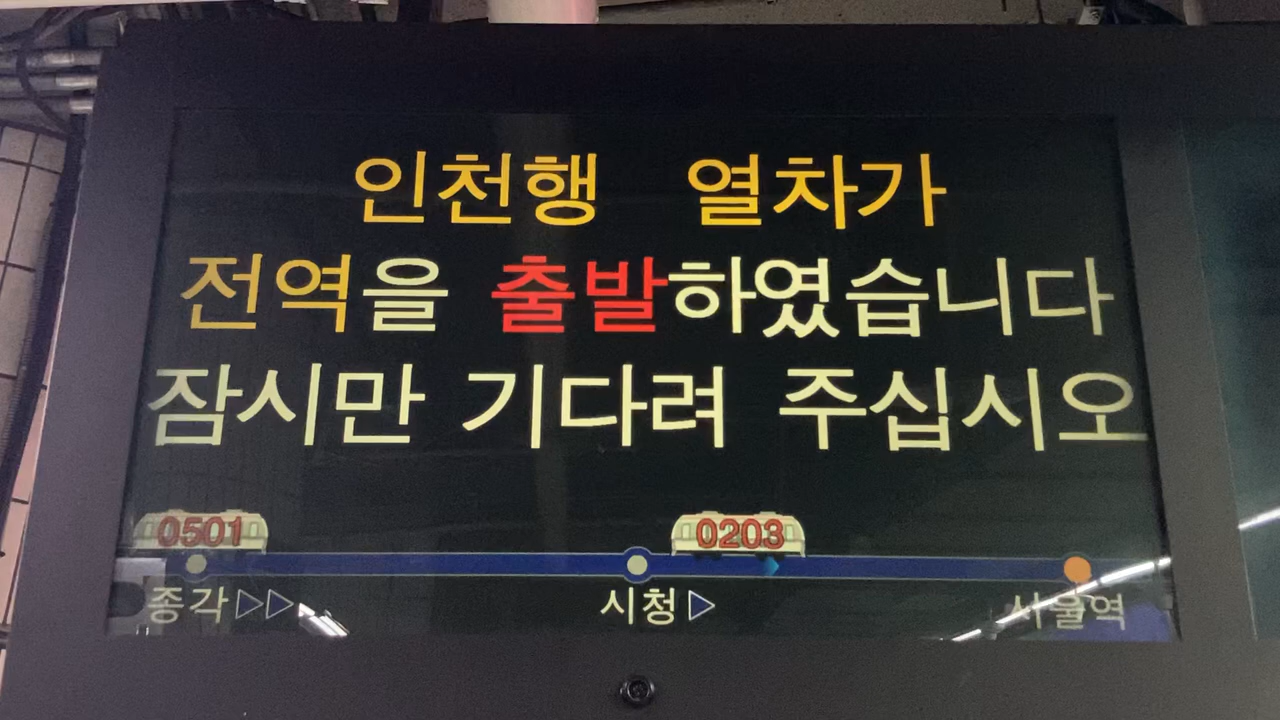 인천행 열차가
전역을 출발하였습니다
잠시만 기다려 주십시오
0501 0203
종각▷▷ 시청▷ 서울역